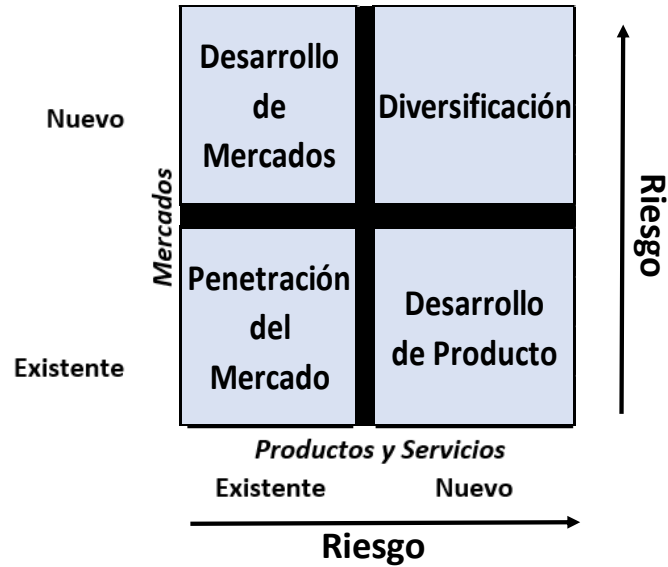 Desarrollo
de
Mercados
Diversificación
Nuevo
Mercados
Riesgo
Penetración
del
Mercado
Desarrollo
de Producto
Existente
Productos y Servicios
Existente
Nuevo
Riesgo